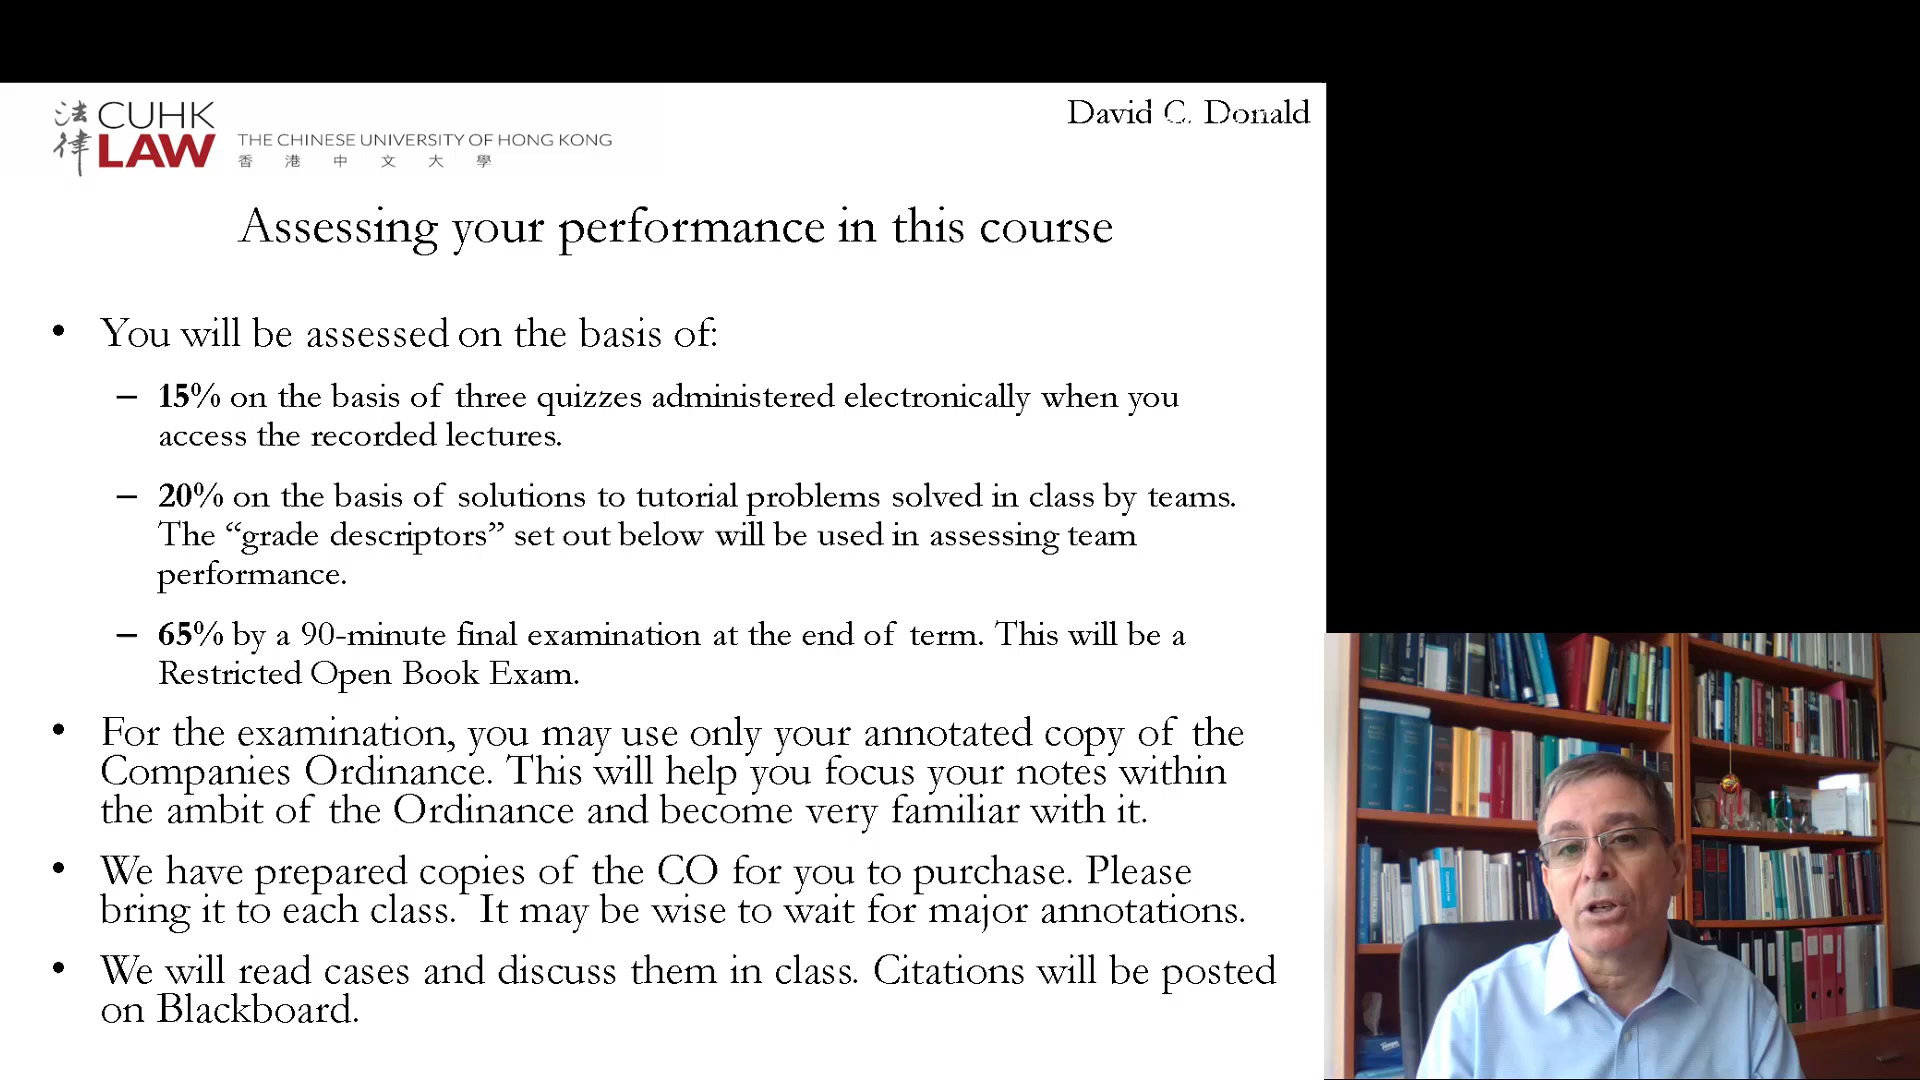 法律 CUHK LAW
THE CHINESE UNIVERSITY OF HONG KONG
香港中文大學
David C. Donald
Assessing your performance in this course
• You will be assessed on the basis of:
– 15% on the basis of three quizzes administered electronically when you
access the recorded lectures.
– 20% on the basis of solutions to tutorial problems solved in class by teams.
The “grade descriptors” set out below will be used in assessing team
performance.
– 65% by a 90-minute final examination at the end of term. This will be a
Restricted Open Book Exam.
• For the examination, you may use only your annotated copy of the
Companies Ordinance. This will help you focus your notes within
the ambit of the Ordinance and become very familiar with it.
• We have prepared copies of the CO for you to purchase. Please
bring it to each class. It may be wise to wait for major annotations.
• We will read cases and discuss them in class. Citations will be posted
on Blackboard.